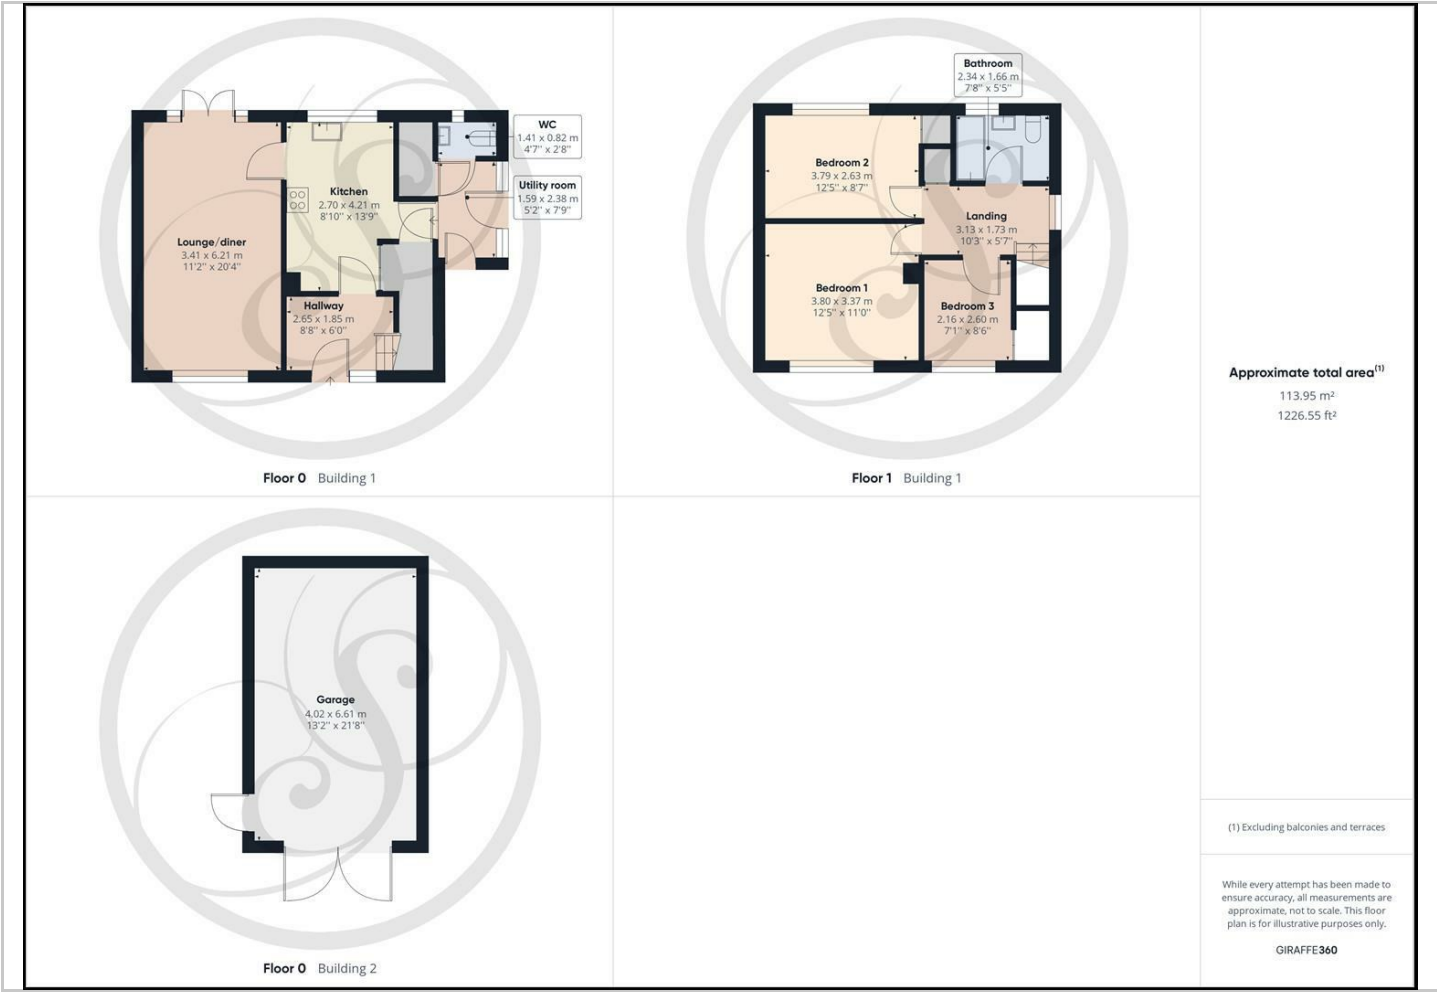 WC
1.41 x 0.82 m
4'7" x 2'8"
Utility room
1.59 x 2.38 m
5'2" x 7'9"
Kitchen
2.70 x 4.21 m
8'10" x 13'9"
Lounge/diner
3.41 x 6.21 m
11'2" x 20'4"
Hallway
2.65 x 1.85 m
8'8" x 6'0"
Floor 0 Building 1
Bathroom
2.34 x 1.66 m
7'8" x 5'5"
Bedroom 2
3.79 x 2.63 m
12'5" x 8'7"
Landing
3.13 x 1.73 m
10'3" x 5'7"
Bedroom 1
3.80 x 3.37 m
12'5" x 11'0"
Bedroom 3
2.16 x 2.60 m
7'1" x 8'6"
Floor 1 Building 1
Garage
4.02 x 6.61 m
13'2" x 21'8"
Floor 0 Building 2
Approximate total area(1)
113.95 m²
1226.55 ft²
(1) Excluding balconies and terraces
While every attempt has been made to
ensure accuracy, all measurements are
approximate, not to scale. This floor
plan is for illustrative purposes only.
GIRAFFE360